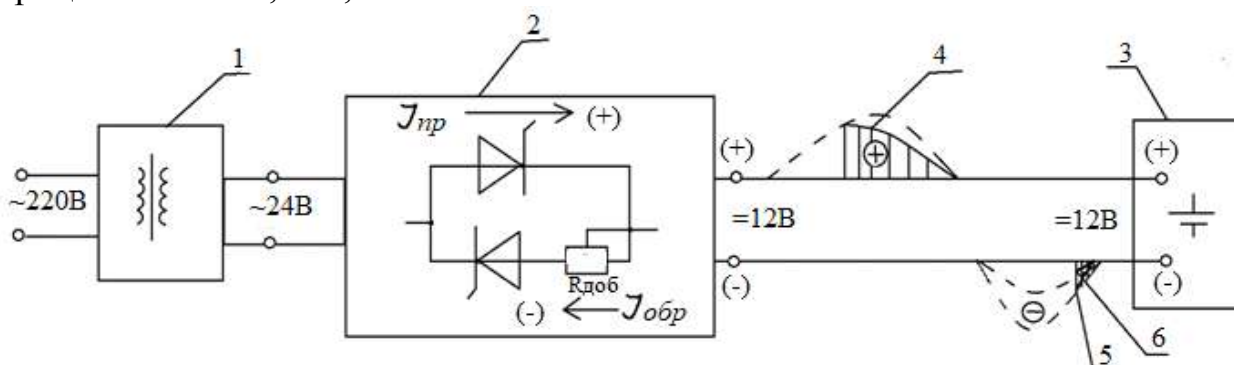 1
2
4
3
𝒥пр
(+)
(+)
(+)
~220В
~24В
=12В
=12В
Rдоб
(-)
𝒥обр
(-)
(-)
5
6